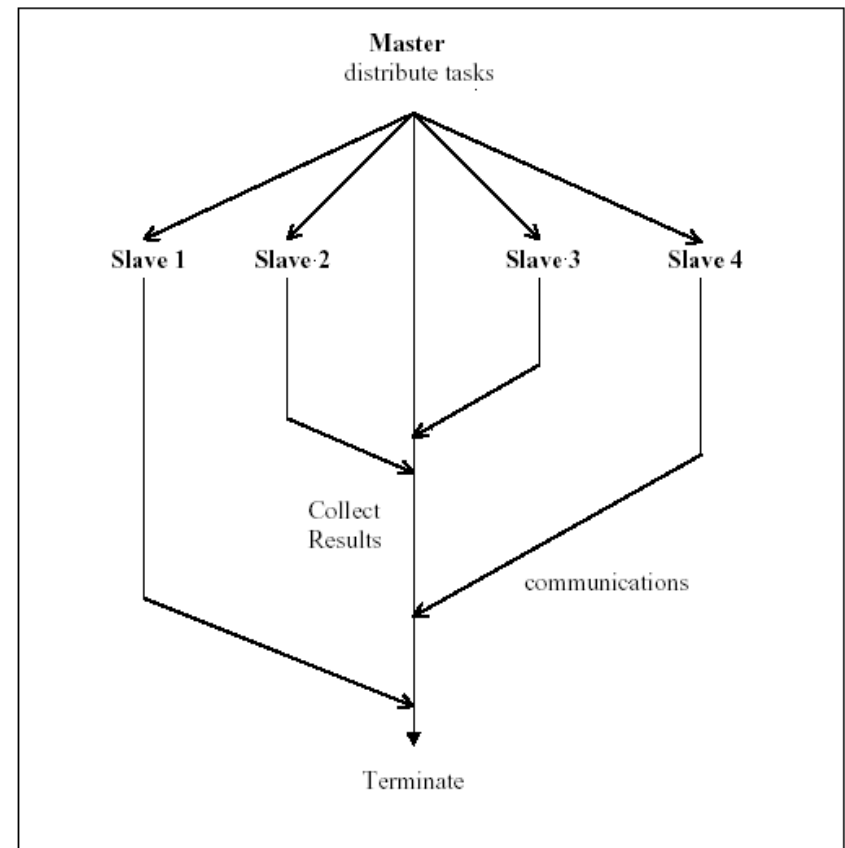 Master
distribute tasks
Slave 1
Slave 2
Slave 3
Slave 4
Collect
Results
communications
Terminate